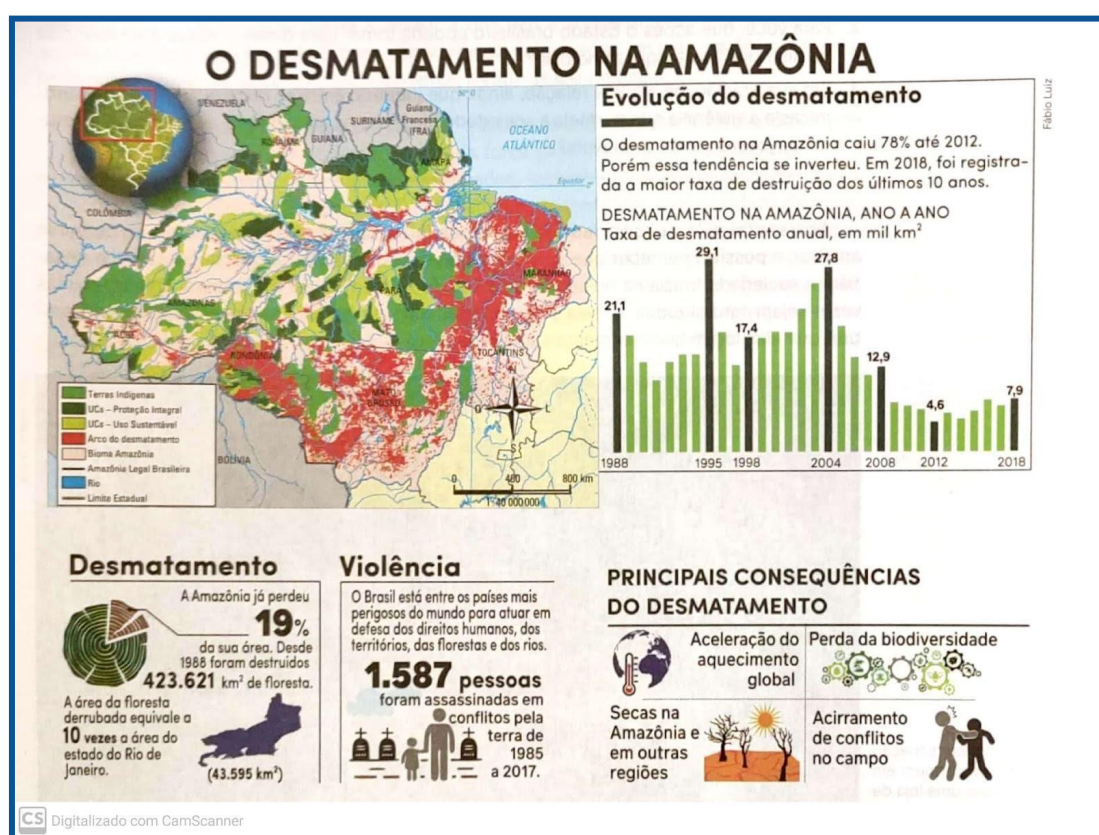 O DESMATAMENTO NA AMAZÔNIA
VENEZUELA
SURINAME
Guiana
Francesa
(FRA)
GUIANA
RORAIMA
AMAPÁ
OCEANO
ATLÂNTICO
Equador
COLÔMBIA
MARANHÃO
PARÁ
AMAZONAS
ACRE
RONDÔNIA
TOCANTINS
MATO
GROSSO
BOLÍVIA
N
O
L
S
0 400 800 km
1:40 000 000
Terras Indígenas
UCs – Proteção Integral
UCs – Uso Sustentável
Arco do desmatamento
Bioma Amazônia
Amazônia Legal Brasileira
Rio
Limite Estadual
Evolução do desmatamento
O desmatamento na Amazônia caiu 78% até 2012.
Porém essa tendência se inverteu. Em 2018, foi registra-
da a maior taxa de destruição dos últimos 10 anos.
DESMATAMENTO NA AMAZÔNIA, ANO A ANO
Taxa de desmatamento anual, em mil km²
21,1
29,1
17,4
27,8
12,9
4,6
7,9
1988 1995 1998 2004 2008 2012 2018
Fábio Luiz
Desmatamento
A Amazônia já perdeu
19%
da sua área. Desde
1988 foram destruídos
423.621 km² de floresta.
A área da floresta
derrubada equivale a
10 vezes a área do
estado do Rio de
Janeiro.
(43.595 km²)
Violência
O Brasil está entre os países mais
perigosos do mundo para atuar em
defesa dos direitos humanos, dos
territórios, das florestas e dos rios.
1.587 pessoas
foram assassinadas em
conflitos pela
terra de
1985
a 2017.
PRINCIPAIS CONSEQUÊNCIAS
DO DESMATAMENTO
Aceleração do
aquecimento
global
Perda da biodiversidade
Secas na
Amazônia e
em outras
regiões
Acirramento
de conflitos
no campo
CS Digitalizado com CamScanner